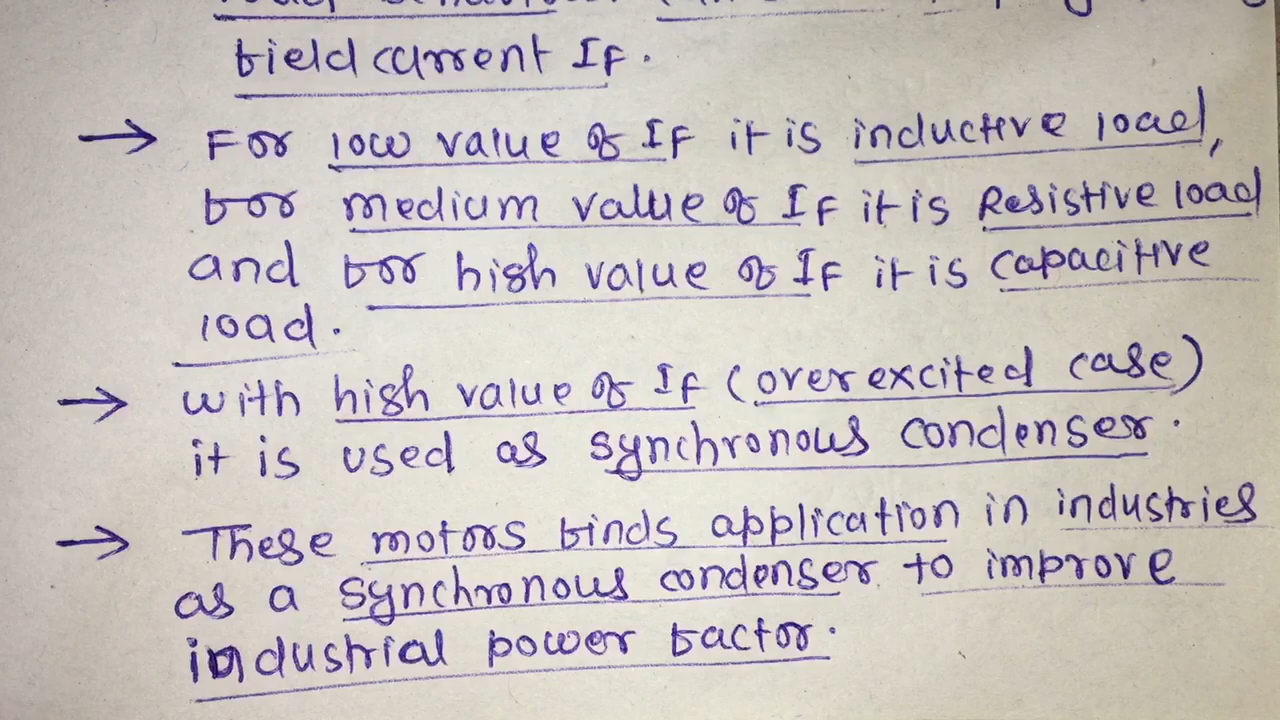 field current If.
→ For low value of If it is inductive load,
for medium value of If it is Resistive load
and for high value of If it is capacitive
load.
→ with high value of If (over excited case)
it is used as synchronous condenser.
→ These motors finds application in industries
as a synchronous condenser to improve
industrial power factor.